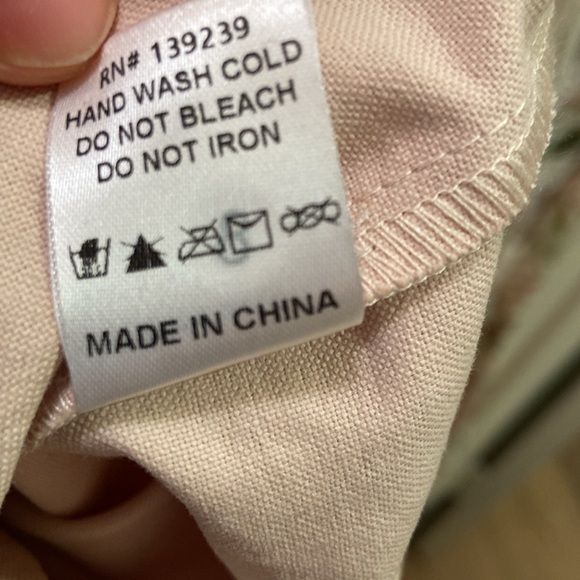 RN# 139239
HAND WASH COLD
DO NOT BLEACH
DO NOT IRON
MADE IN CHINA